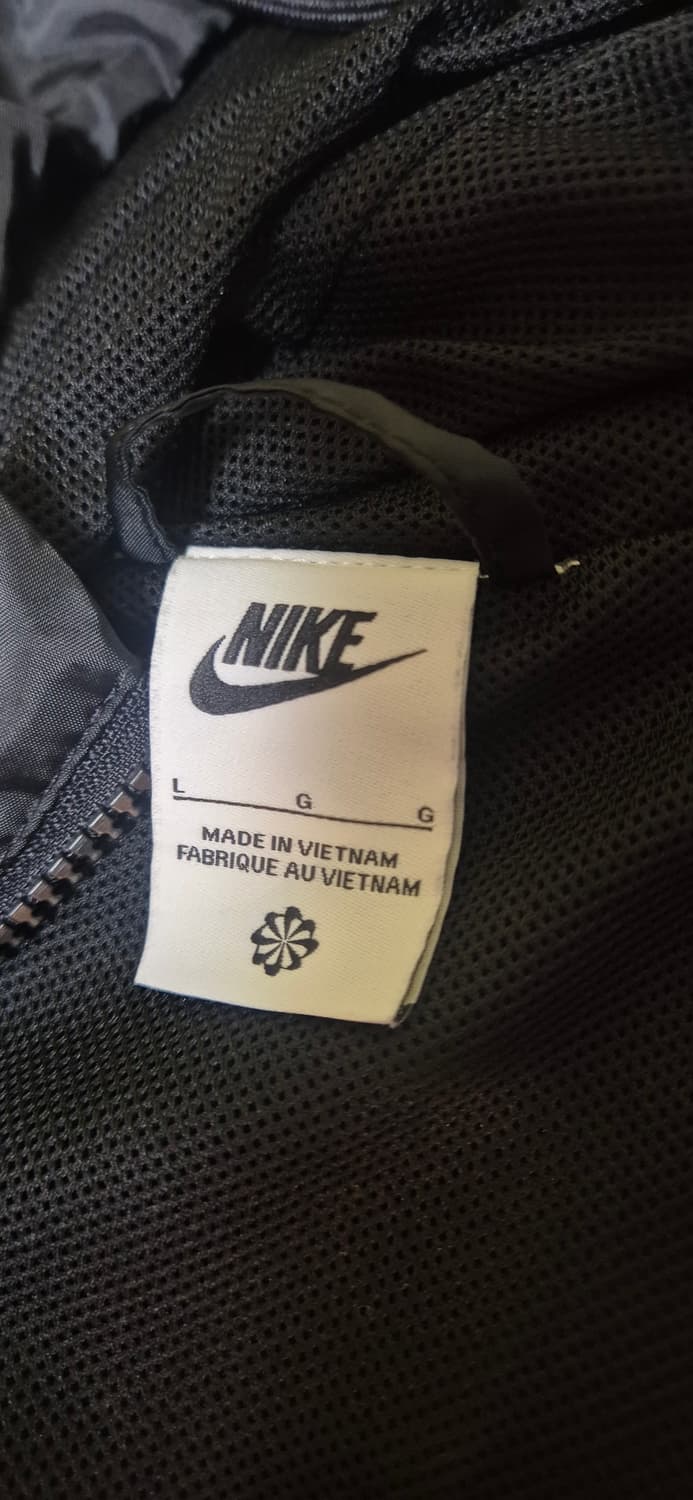 NIKE
L G G
MADE IN VIETNAM
FABRIQUE AU VIETNAM